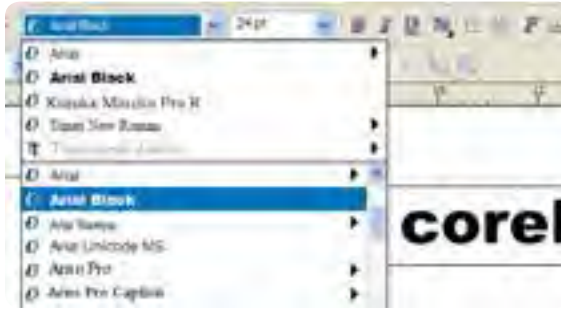 Arial Black 24 pt B I U F
Arial
Arial Black
Kozuka Mincho Pro R
Times New Roman
Arial
Arial Black
Arial Narrow
Arial Unicode MS
Arno Pro
Arno Pro Caption
corel